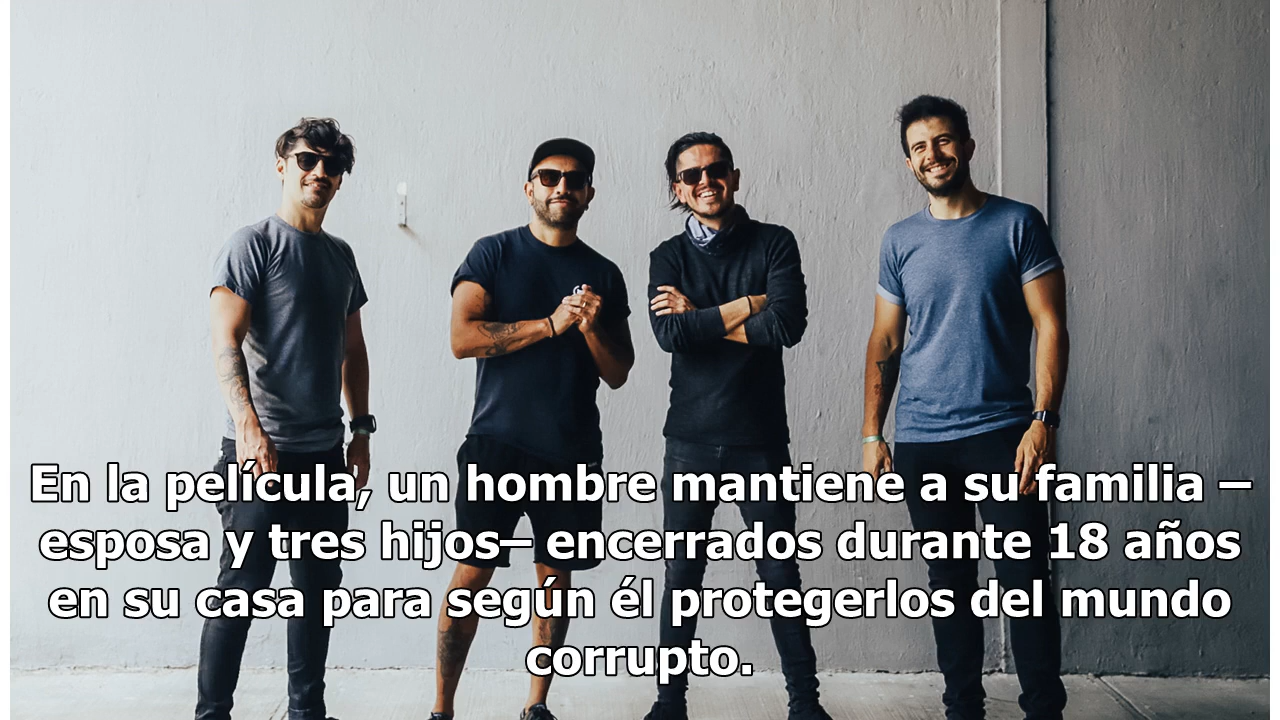 En la película, un hombre mantiene a su familia –
esposa y tres hijos– encerrados durante 18 años
en su casa para según él protegerlos del mundo
corrupto.